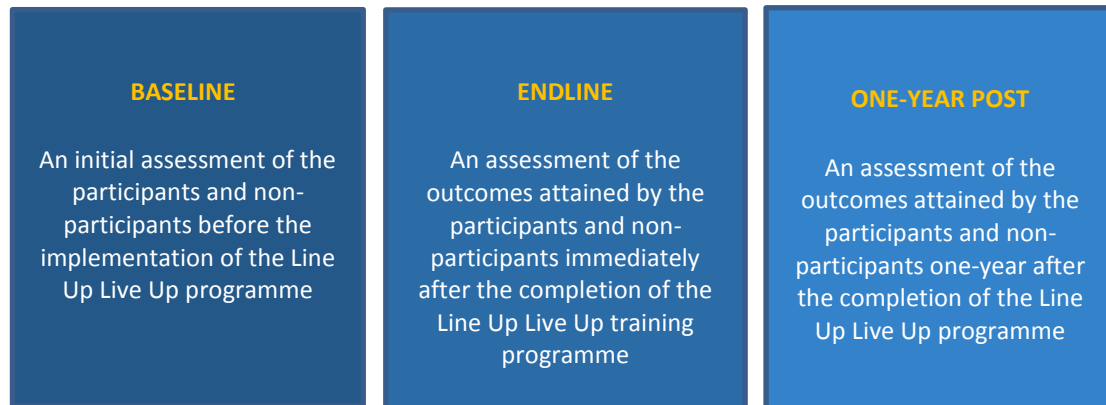 BASELINE
An initial assessment of the
participants and non-
participants before the
implementation of the Line
Up Live Up programme
ENDLINE
An assessment of the
outcomes attained by the
participants and non-
participants immediately
after the completion of the
Line Up Live Up training
programme
ONE-YEAR POST
An assessment of the
outcomes attained by the
participants and non-
participants one-year after
the completion of the Line
Up Live Up programme